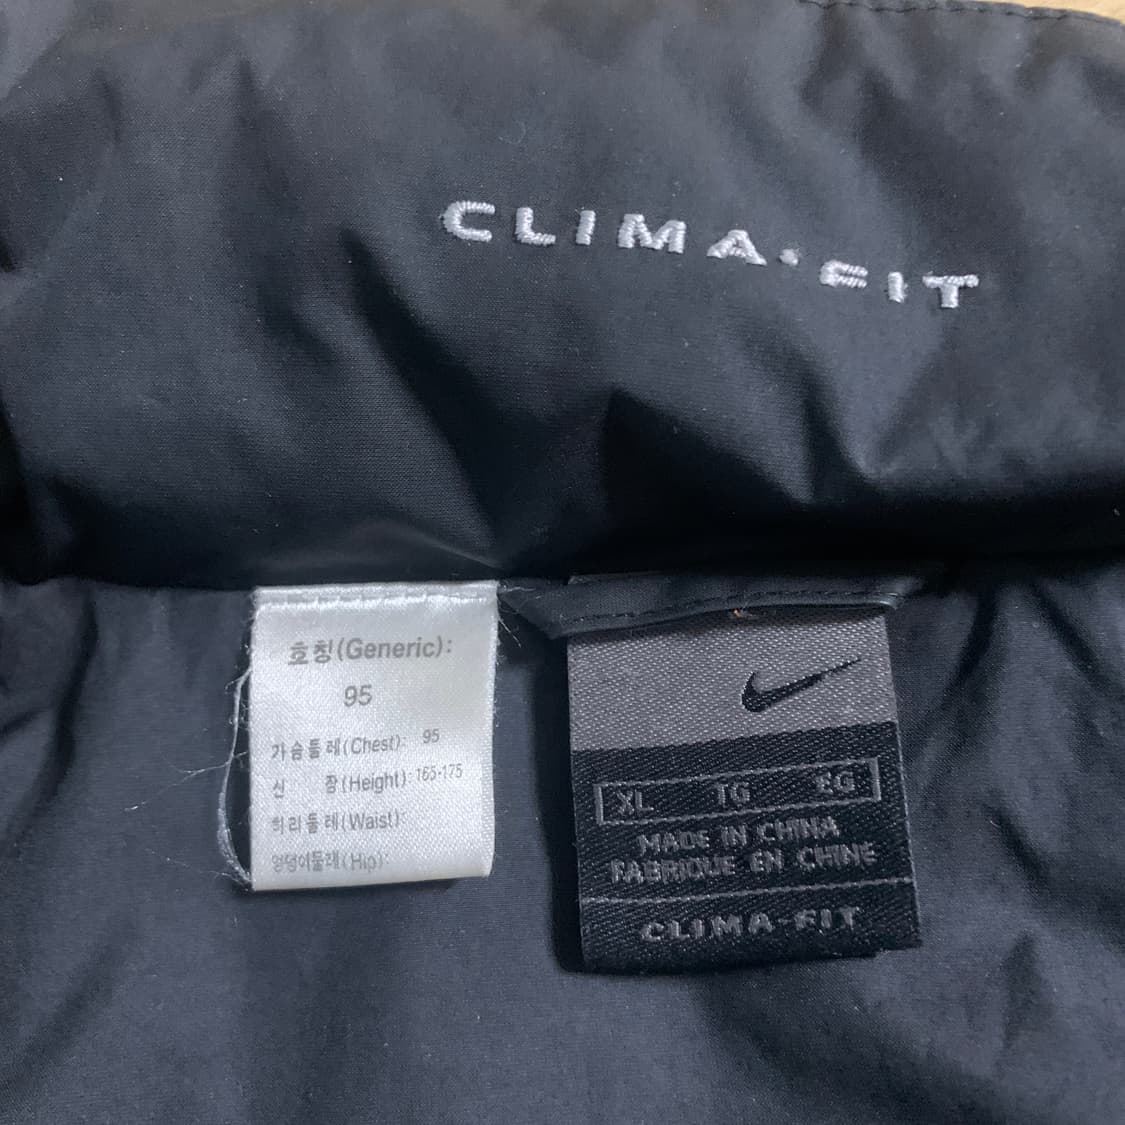 CLIMA·FIT
호칭(Generic):
95
가슴둘레(Chest): 95
신 장(Height): 165-175
허리둘레(Waist):
엉덩이둘레(Hip):
XL TG EG
MADE IN CHINA
FABRIQUE EN CHINE
CLIMA-FIT